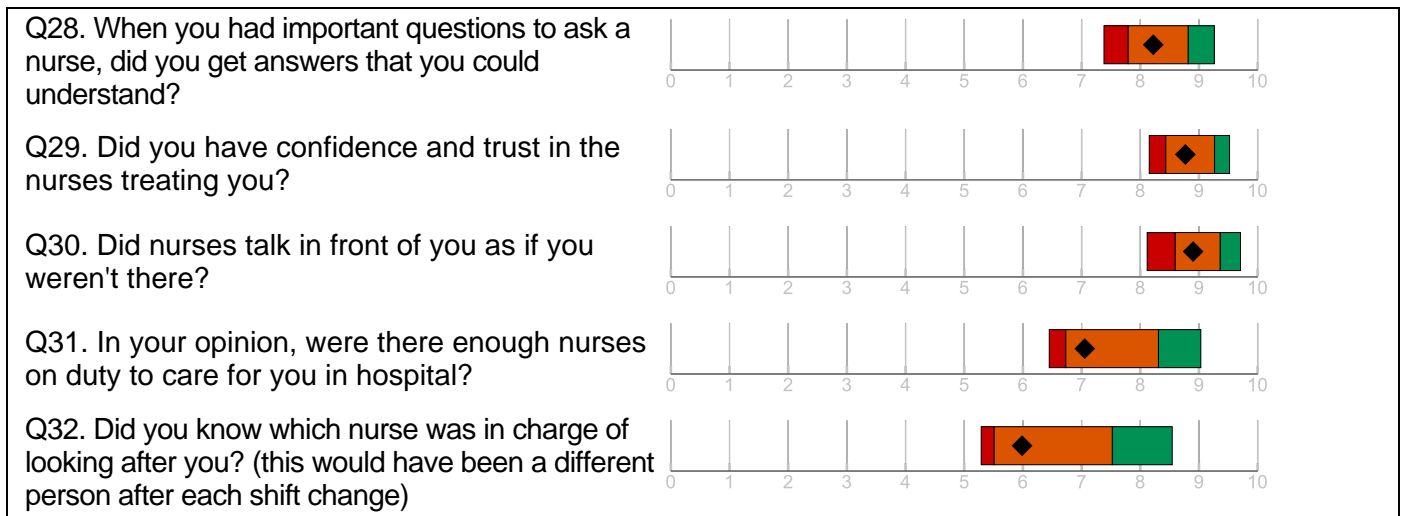 Q28. When you had important questions to ask a
nurse, did you get answers that you could
understand?
0 1 2 3 4 5 6 7 8 9 10
Q29. Did you have confidence and trust in the
nurses treating you?
0 1 2 3 4 5 6 7 8 9 10
Q30. Did nurses talk in front of you as if you
weren't there?
0 1 2 3 4 5 6 7 8 9 10
Q31. In your opinion, were there enough nurses
on duty to care for you in hospital?
0 1 2 3 4 5 6 7 8 9 10
Q32. Did you know which nurse was in charge of
looking after you? (this would have been a different
person after each shift change)
0 1 2 3 4 5 6 7 8 9 10